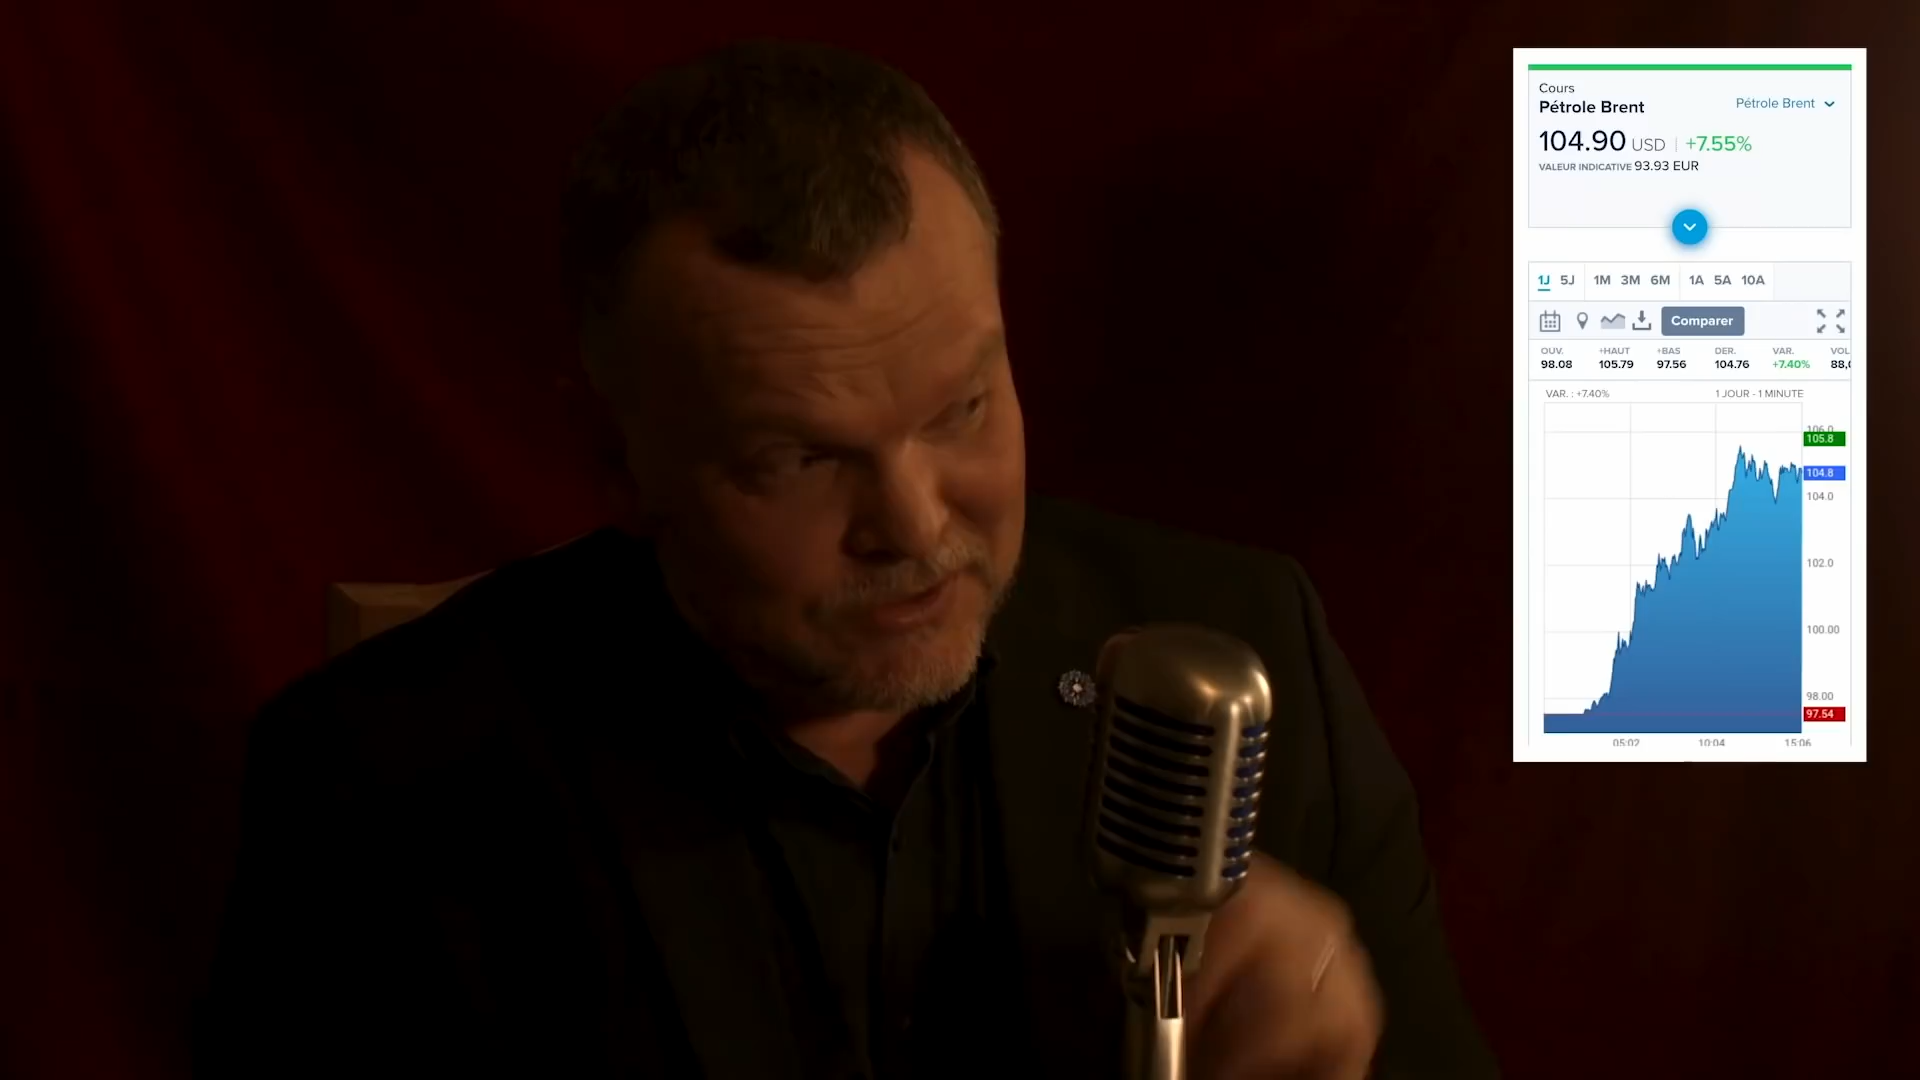 Cours
Pétrole Brent
Pétrole Brent
104.90 USD | +7.55%
VALEUR INDICATIVE 93.93 EUR
1J 5J 1M 3M 6M 1A 5A 10A
Comparer
OUV. +HAUT +BAS DER. VAR. VOL
98.08 105.79 97.56 104.76 +7.40% 88,
VAR. : +7.40% 1 JOUR - 1 MINUTE
106.0
105.8
104.8
104.0
102.0
100.00
98.00
97.54
05:02 10:04 15:06